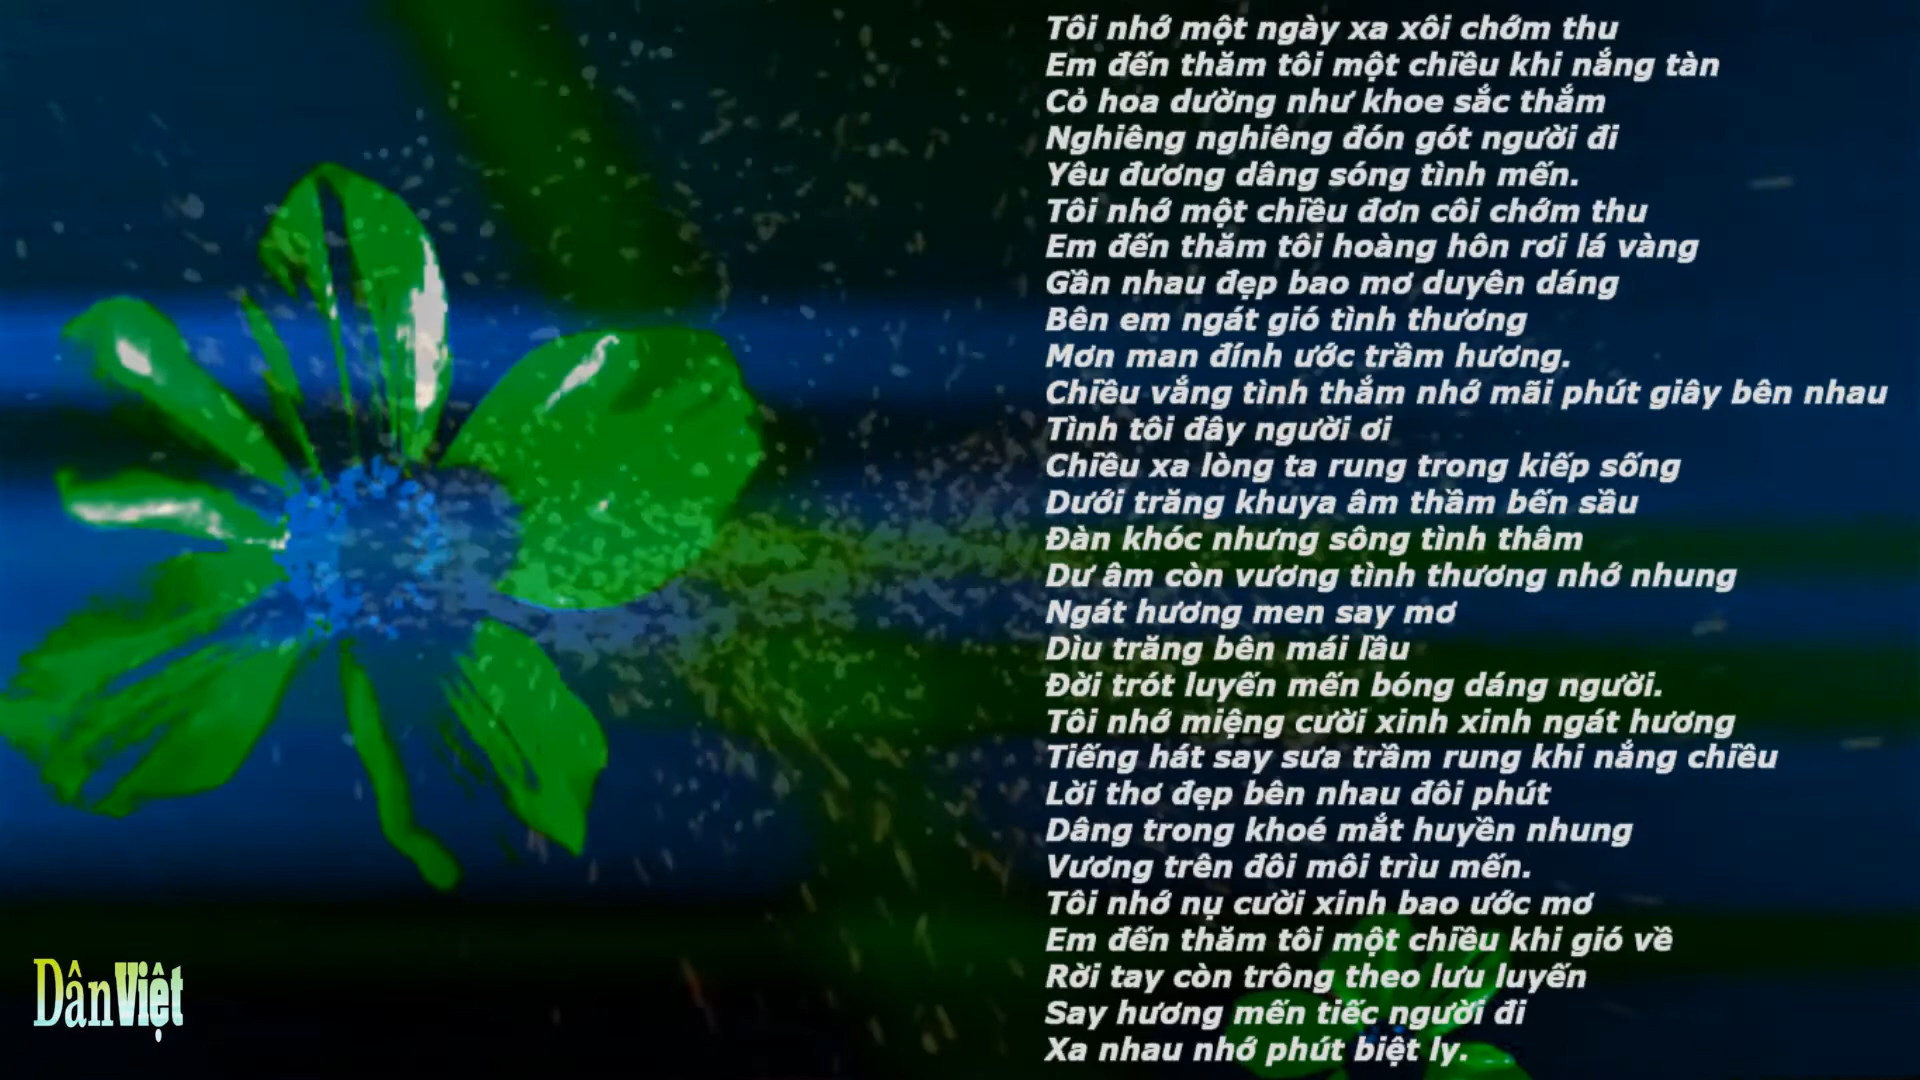 Tôi nhớ một ngày xa xôi chớm thu
Em đến thăm tôi một chiều khi nắng tàn
Cỏ hoa dường như khoe sắc thắm
Nghiêng nghiêng đón gót người đi
Yêu đương dâng sóng tình mến.
Tôi nhớ một chiều đơn côi chớm thu
Em đến thăm tôi hoàng hôn rơi lá vàng
Gần nhau đẹp bao mơ duyên dáng
Bên em ngát gió tình thương
Mơn man đính ước trầm hương.
Chiều vắng tình thắm nhớ mãi phút giây bên nhau
Tình tôi đây người ơi
Chiều xa lòng ta rung trong kiếp sống
Dưới trăng khuya âm thầm bến sầu
Đàn khóc nhưng sông tình thâm
Dư âm còn vương tình thương nhớ nhung
Ngát hương men say mơ
Dìu trăng bên mái lầu
Đời trót luyến mến bóng dáng người.
Tôi nhớ miệng cười xinh xinh ngát hương
Tiếng hát say sưa trầm rung khi nắng chiều
Lời thơ đẹp bên nhau đôi phút
Dâng trong khoé mắt huyền nhung
Vương trên đôi môi trìu mến.
Tôi nhớ nụ cười xinh bao ước mơ
Em đến thăm tôi một chiều khi gió về
Rời tay còn trông theo lưu luyến
Say hương mến tiếc người đi
Xa nhau nhớ phút biệt ly.
DânViệt